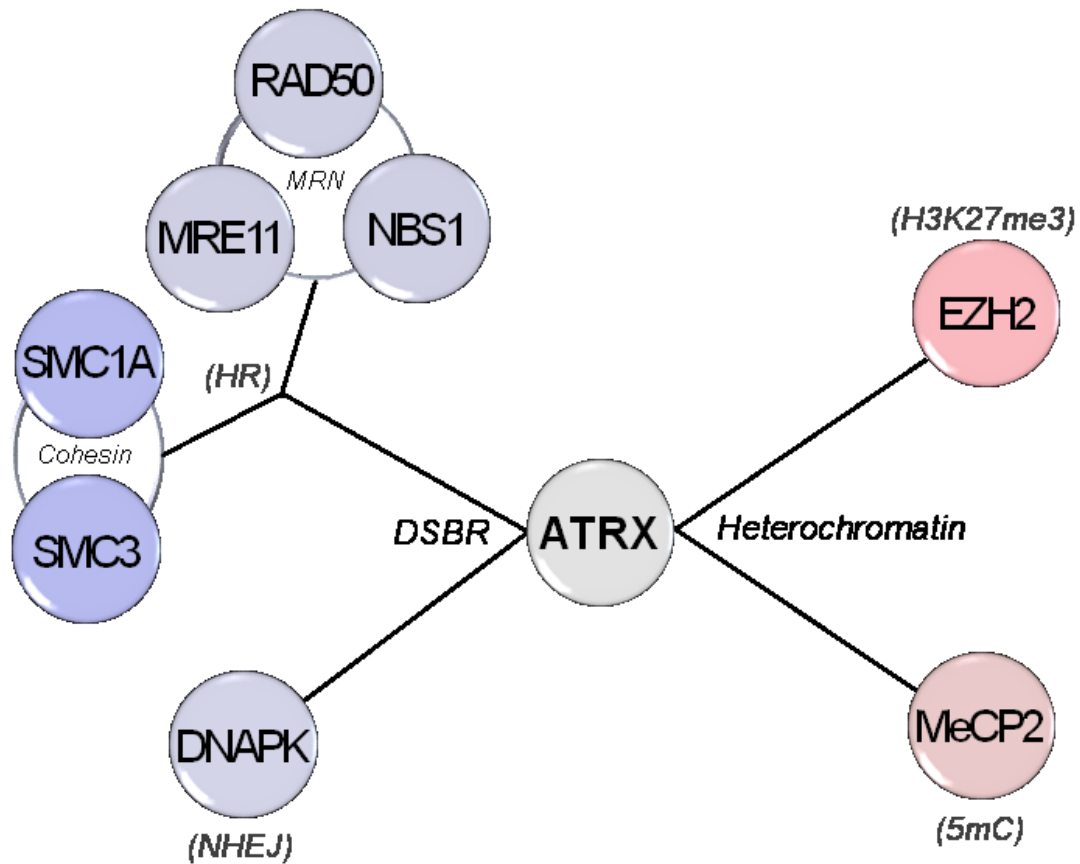 RAD50
MRN
MRE11
NBS1
(H3K27me3)
EZH2
SMC1A
(HR)
Cohesin
SMC3
DSBR
ATRX
Heterochromatin
DNAPK
(NHEJ)
MeCP2
(5mC)